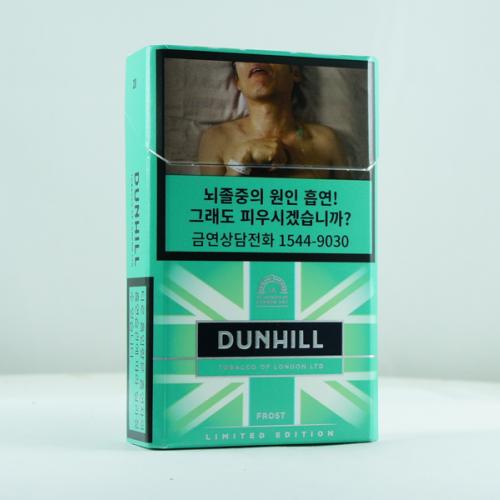 뇌졸중의 원인 흡연!
그래도 피우시겠습니까?
금연상담전화 1544-9030
DUNHILL
TOBACCO OF LONDON LTD
FROST
LIMITED EDITION
DUNHILL